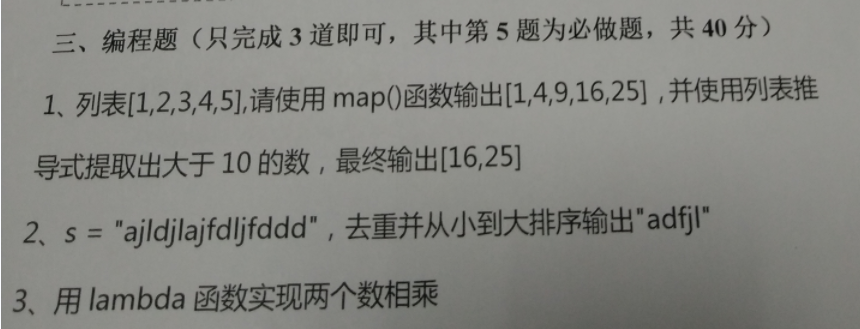 三、编程题（只完成 3 道即可，其中第 5 题为必做题，共 40 分）
1、列表[1,2,3,4,5],请使用 map()函数输出[1,4,9,16,25]，并使用列表推
导式提取出大于 10 的数，最终输出[16,25]
2、s = "ajldjlajfdljfddd"，去重并从小到大排序输出"adfjl"
3、用 lambda 函数实现两个数相乘